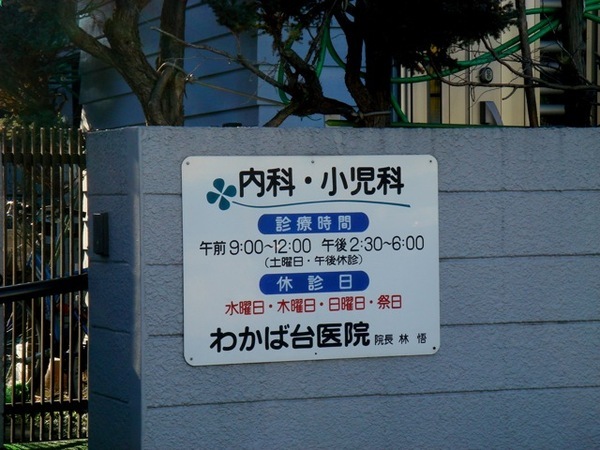 内科・小児科
診療時間
午前9:00~12:00 午後2:30~6:00
(土曜日・午後休診)
休診日
水曜日・木曜日・日曜日・祭日
わかば台医院 院長 林 悟